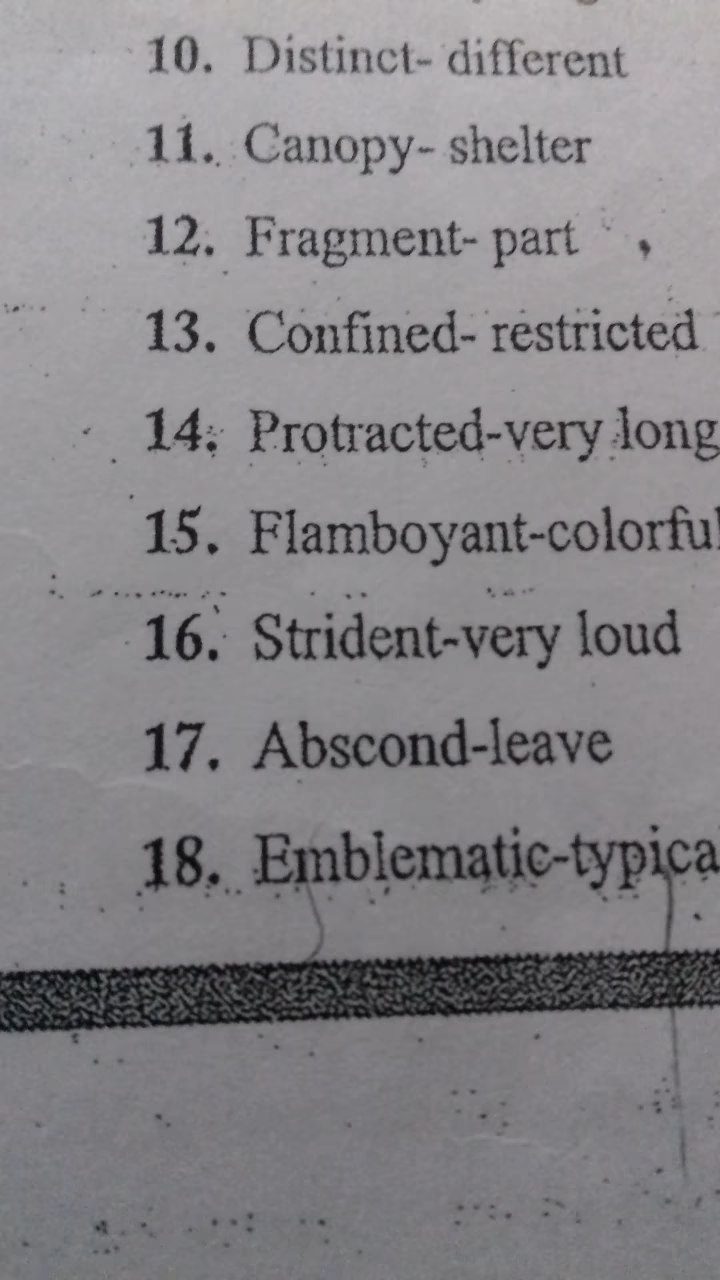 10. Distinct- different
11. Canopy- shelter
12. Fragment- part
13. Confined- restricted
14. Protracted-very long
15. Flamboyant-colorful
16. Strident-very loud
17. Abscond-leave
18. Emblematic-typica